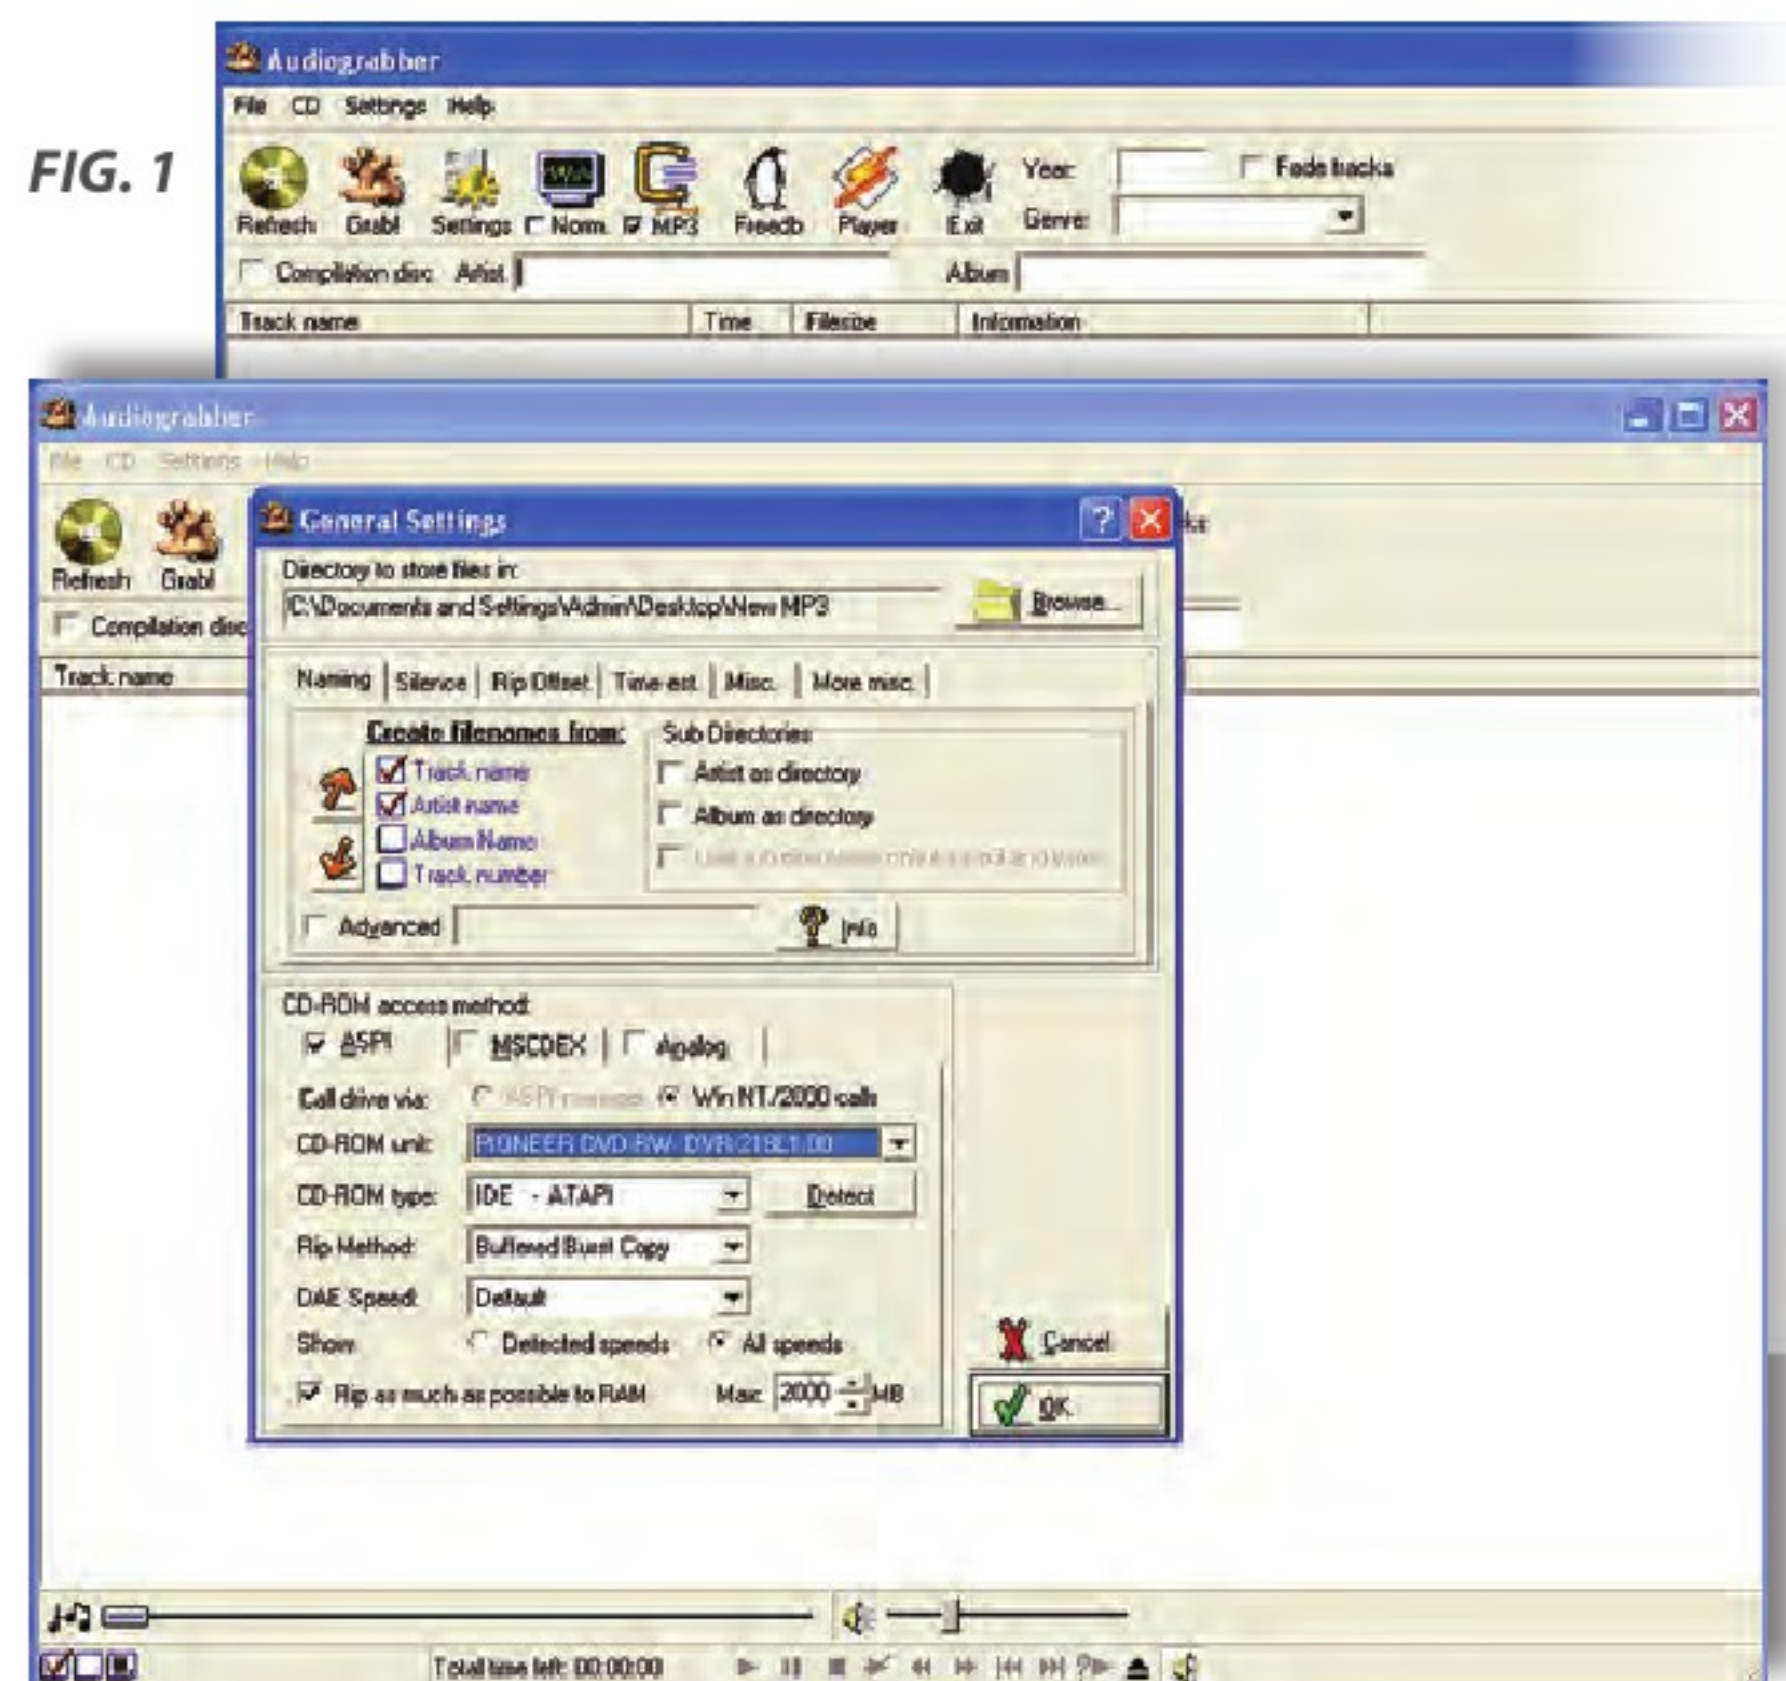 Audiograbber
File CD Settings Help
FIG. 1
Refresh Grab! Settings Norm. MP3 Freedb Player Exit
Year: Fade tracks
Genre:
Compilation disc Artist Album
Track name Time Filesize Information
Audiograbber
File CD Settings Help
Refresh Grab!
Compilation disc
Track name
General Settings
Directory to store files in:
C:\Documents and Settings\Admin\Desktop\New MP3 Browse...
Naming Silence Rip Offset Time est. Misc. More misc.
Create filenames from: Sub Directories
Track name Artist as directory
Artist name Album as directory
Album Name
Track number
Advanced Info
CD-ROM access method:
ASPI MSCDEX Analog
Call drive via: ASPI manager Win NT/2000 calls
CD-ROM unit: PIONEER DVD-RW DVR-218L1.00
CD-ROM type: IDE - ATAPI Detect
Rip Method: Buffered Burst Copy
DAE Speed: Default
Show: Detected speeds All speeds
Cancel
Rip as much as possible to RAM Max: 2000 MB
OK
Total time left: 00:00:00